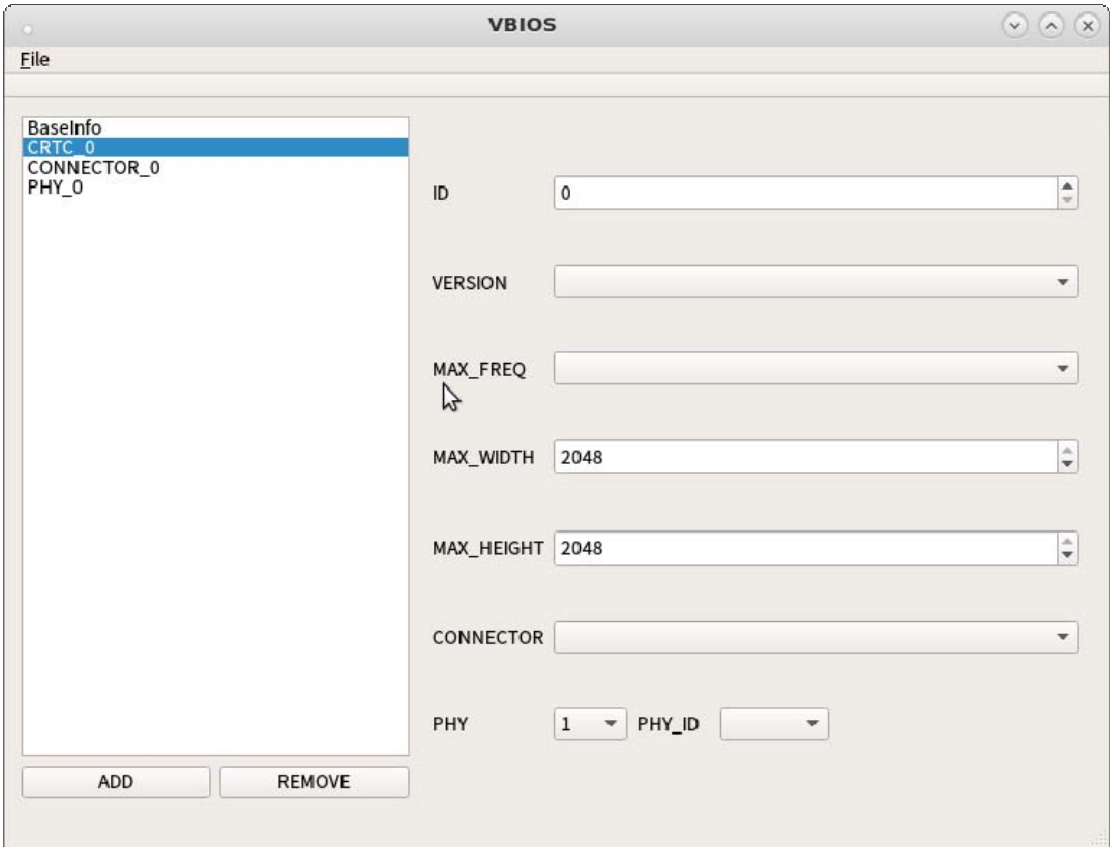 VBIOS
File
BaseInfo
CRTC_0
CONNECTOR_0
PHY_0
ID 0
VERSION
MAX_FREQ
MAX_WIDTH 2048
MAX_HEIGHT 2048
CONNECTOR
PHY 1 PHY_ID
ADD REMOVE